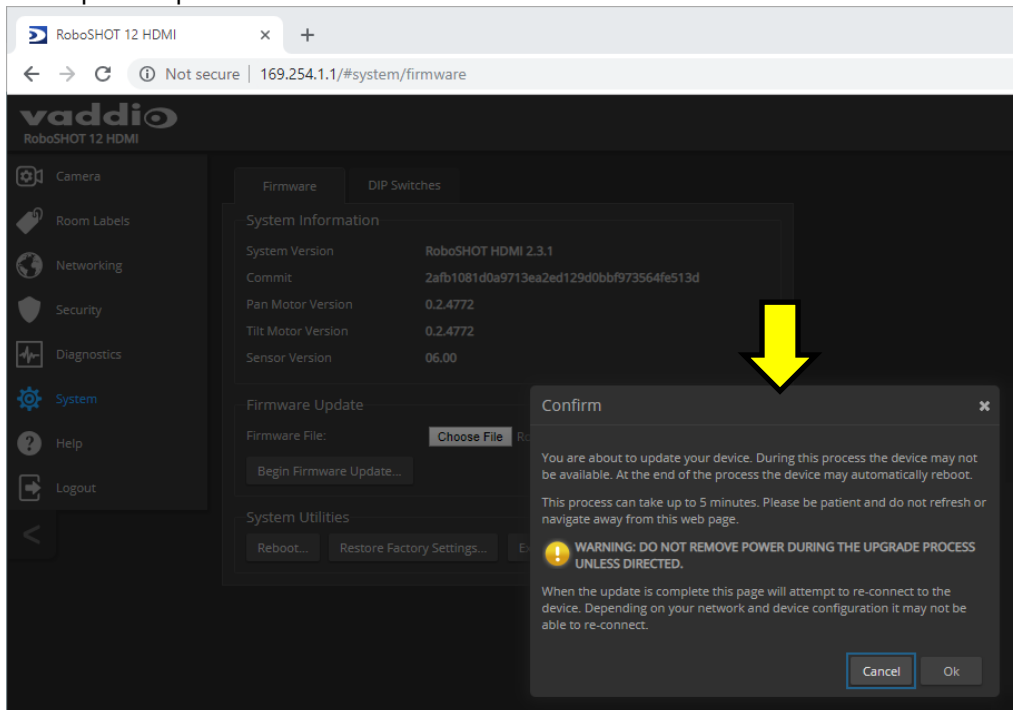 RoboSHOT 12 HDMI
Not secure | 169.254.1.1/#system/firmware
vaddio
RoboSHOT 12 HDMI
Camera
Room Labels
Networking
Security
Diagnostics
System
Help
Logout
Firmware
DIP Switches
System Information
System Version RoboSHOT HDMI 2.3.1
Commit 2afb1081d0a9713ea2ed129d0bbf973564fe513d
Pan Motor Version 0.2.4772
Tilt Motor Version 0.2.4772
Sensor Version 06.00
Firmware Update
Firmware File: Choose File
Begin Firmware Update...
System Utilities
Reboot... Restore Factory Settings...
Confirm
You are about to update your device. During this process the device may not
be available. At the end of the process the device may automatically reboot.
This process can take up to 5 minutes. Please be patient and do not refresh or
navigate away from this web page.
WARNING: DO NOT REMOVE POWER DURING THE UPGRADE PROCESS
UNLESS DIRECTED.
When the update is complete this page will attempt to re-connect to the
device. Depending on your network and device configuration it may not be
able to re-connect.
Cancel Ok